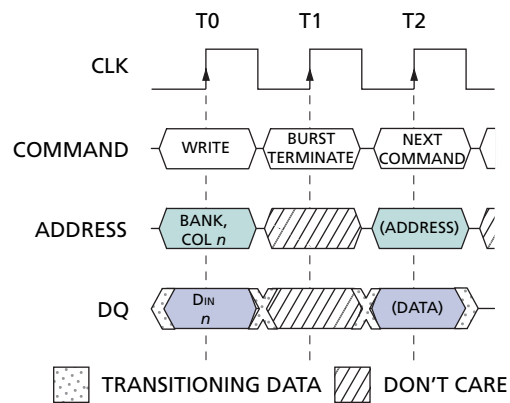 T0 T1 T2
CLK
COMMAND WRITE BURST TERMINATE NEXT COMMAND
ADDRESS BANK, COL n (ADDRESS)
DQ DIN n (DATA)
TRANSITIONING DATA DON'T CARE